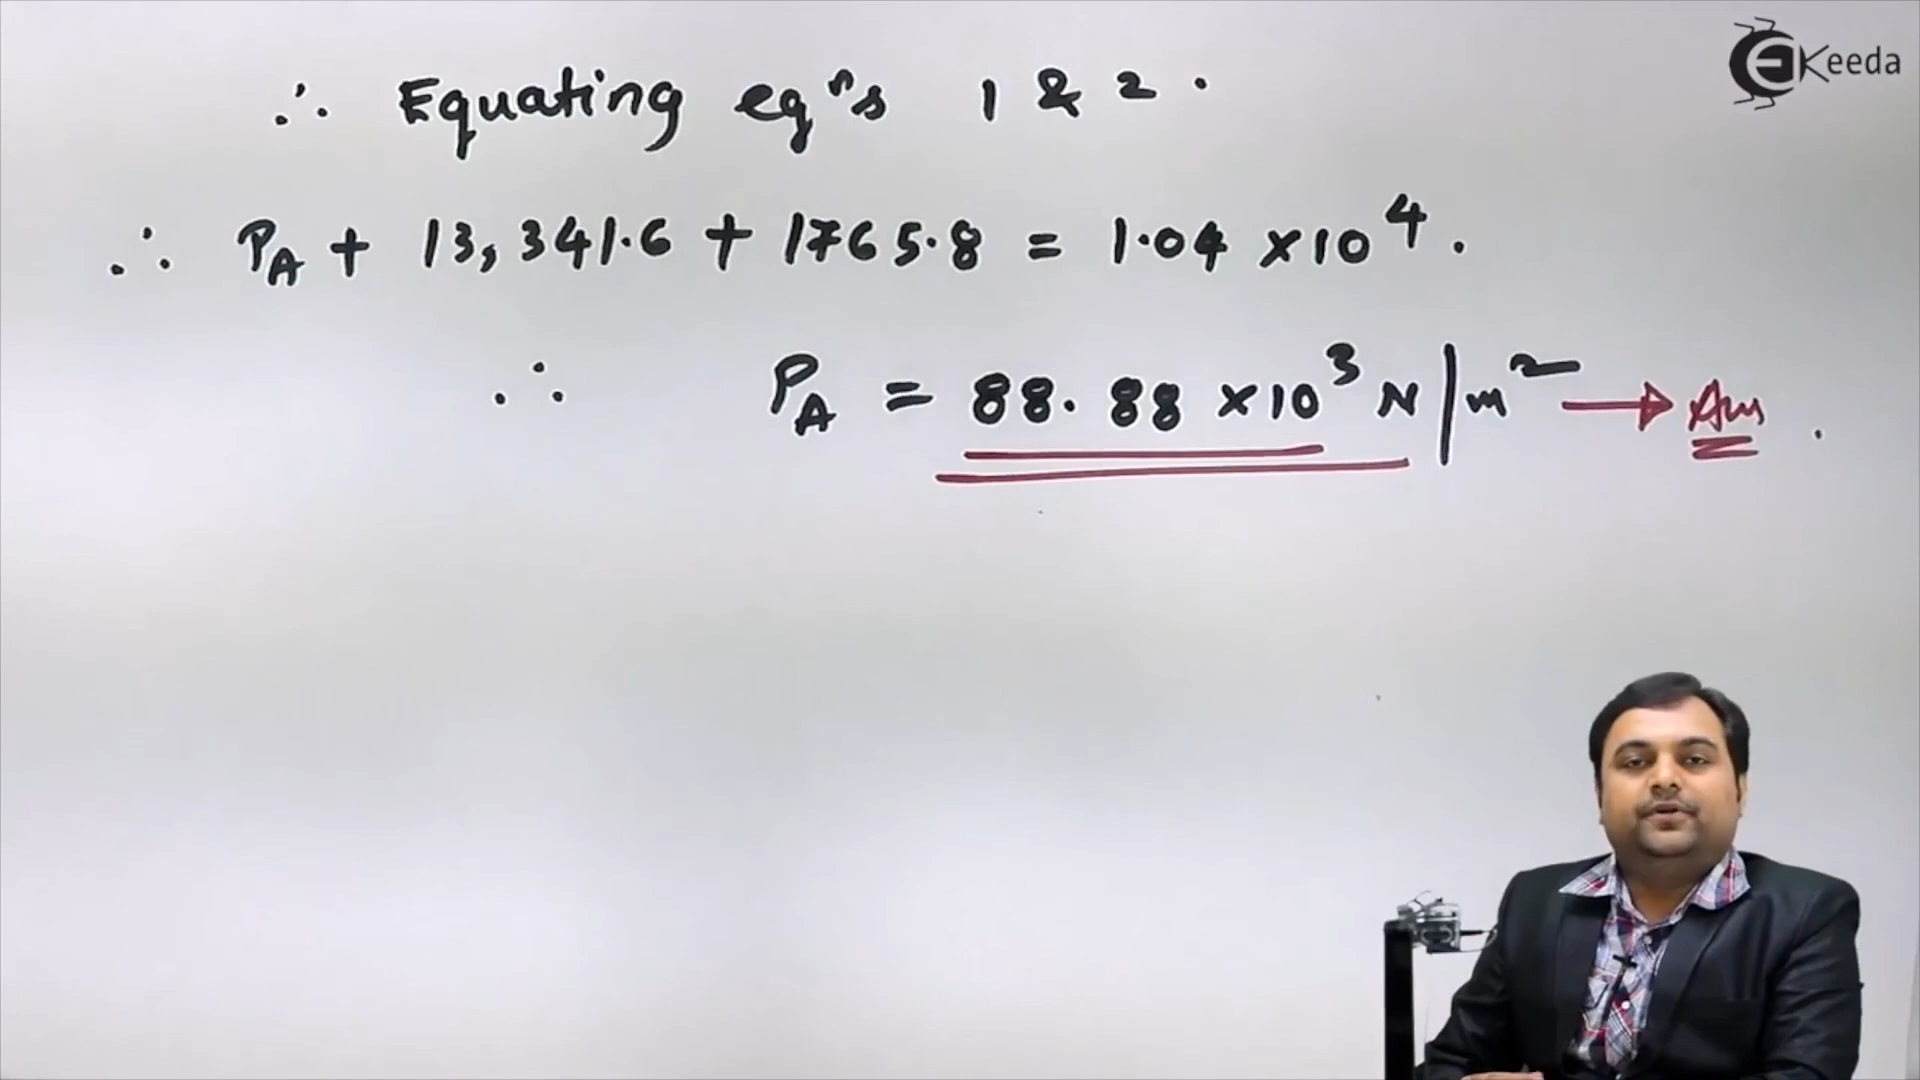 EKeeda
∴ Equating eqⁿs 1 & 2.
∴ P_A + 13,341.6 + 1765.8 = 1.04 × 10⁴.
∴ P_A = 88.88 × 10³ N/m² → Ans.